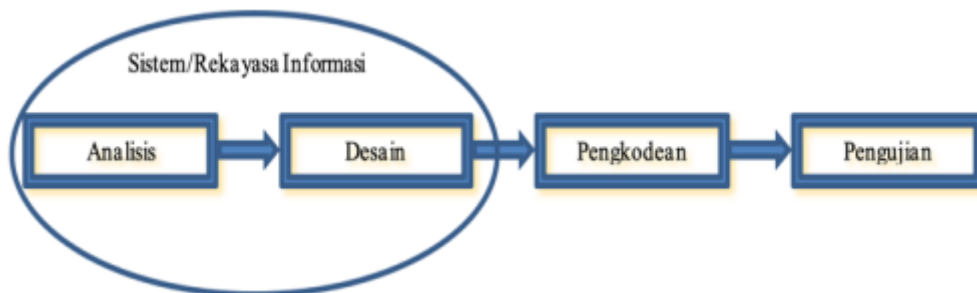 Sistem/Rekayasa Informasi
Analisis
Desain
Pengkodean
Pengujian